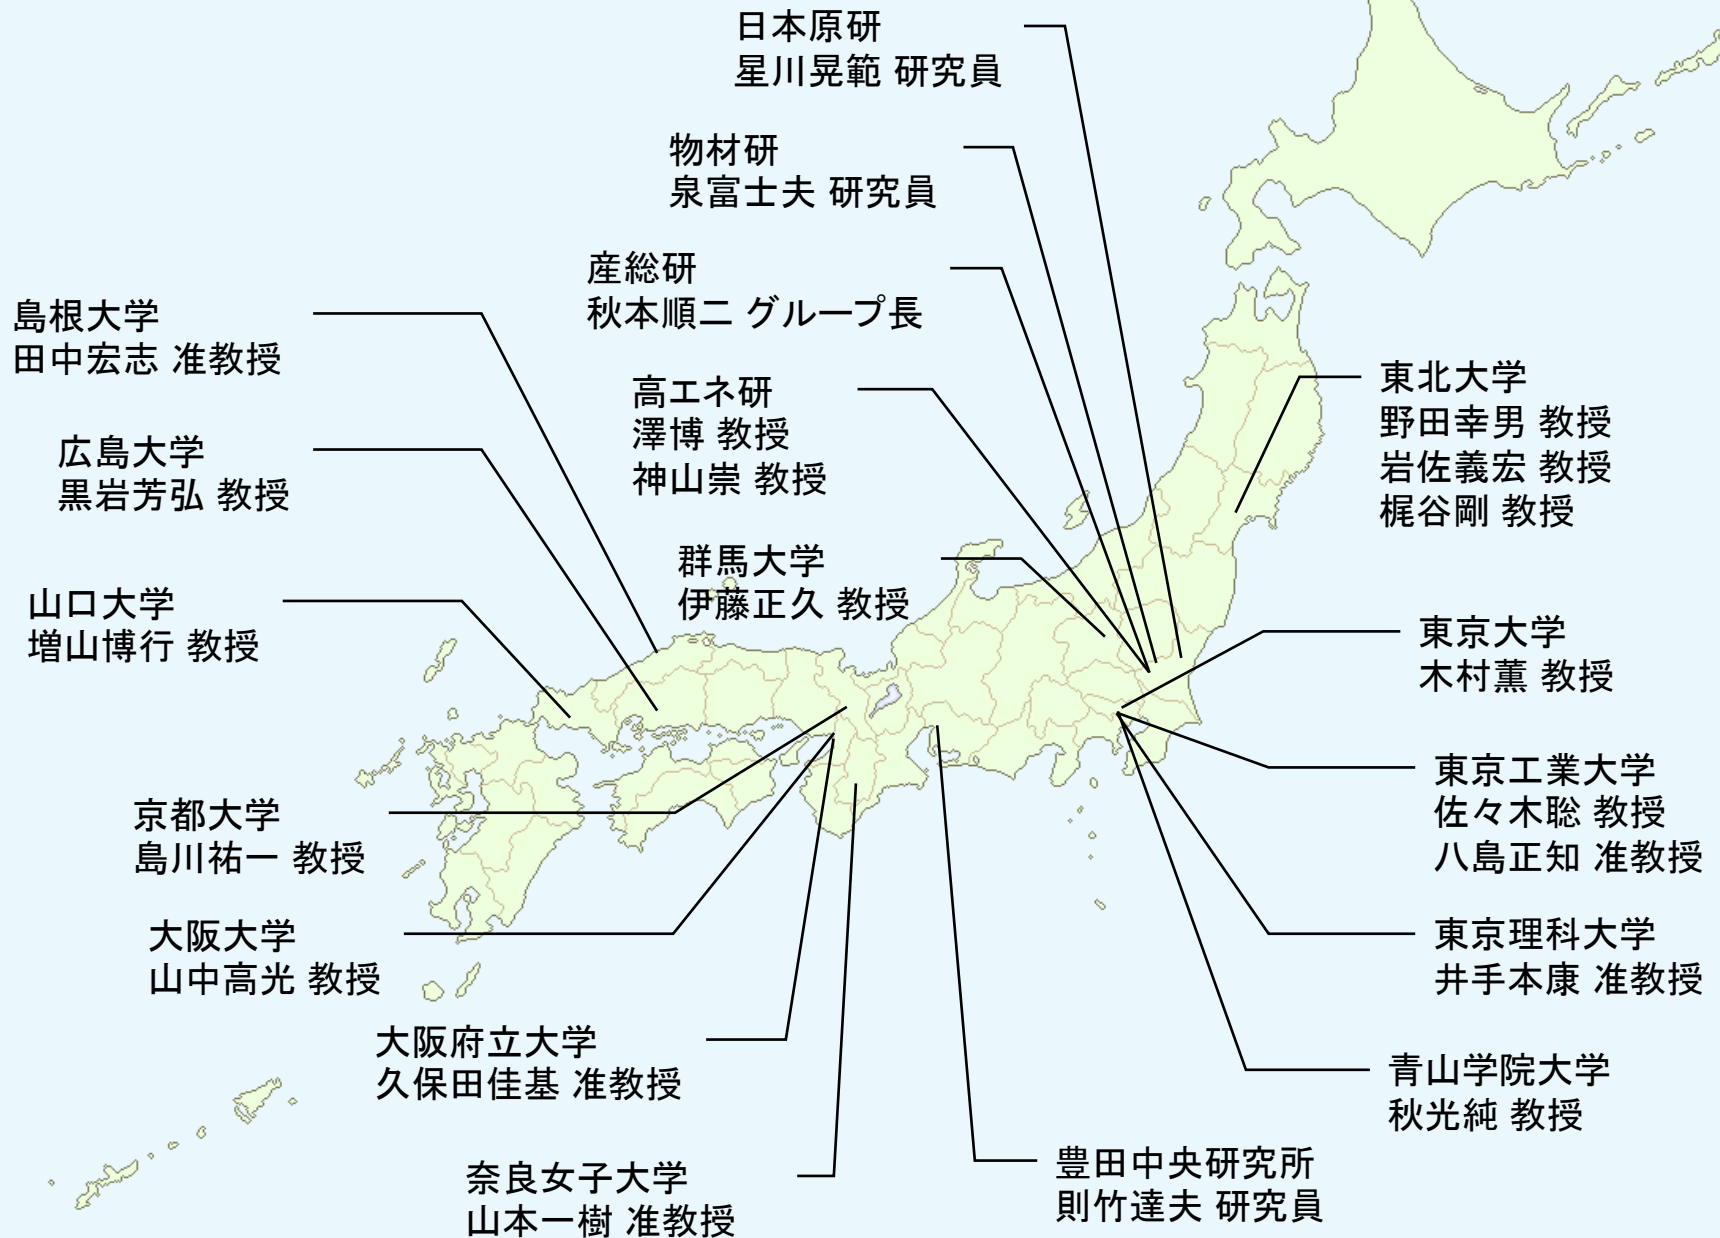 日本原研
星川晃範 研究員
物材研
泉富士夫 研究員
産総研
秋本順二 グループ長
島根大学
田中宏志 准教授
高エネ研
澤博 教授
神山崇 教授
東北大学
野田幸男 教授
岩佐義宏 教授
梶谷剛 教授
広島大学
黒岩芳弘 教授
群馬大学
伊藤正久 教授
山口大学
増山博行 教授
東京大学
木村薫 教授
東京工業大学
佐々木聡 教授
八島正知 准教授
京都大学
島川祐一 教授
大阪大学
山中高光 教授
東京理科大学
井手本康 准教授
大阪府立大学
久保田佳基 准教授
青山学院大学
秋光純 教授
奈良女子大学
山本一樹 准教授
豊田中央研究所
則竹達夫 研究員